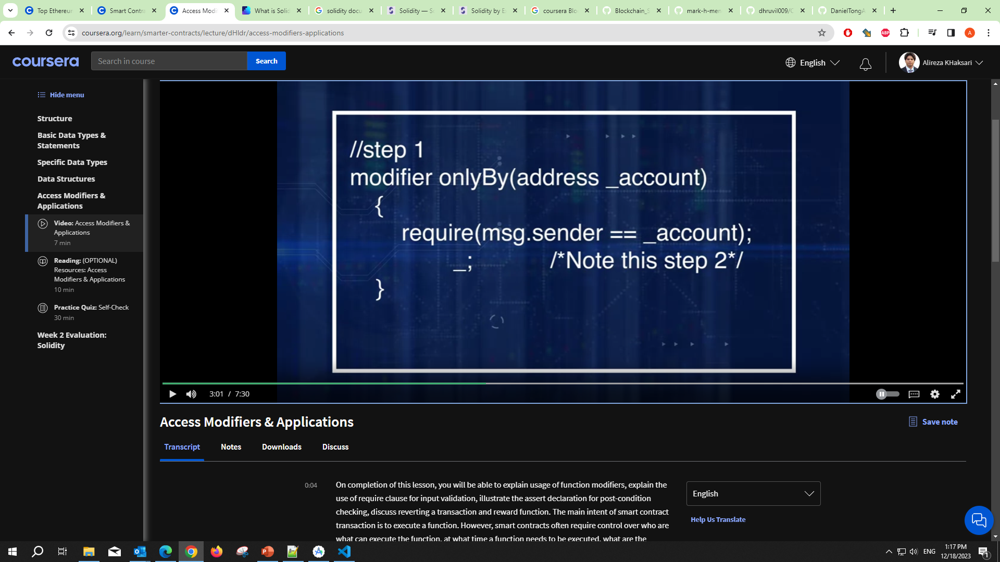 Top Ethereum
Smart Contra
Access Modifi
What is Solid
solidity docu
Solidity — So
Solidity by Ex
coursera Blo
Blockchain_S
mark-h-men
dhruvil009/C
DanielTongA
coursera.org/learn/smarter-contracts/lecture/dHIdr/access-modifiers-applications
ABP
A
coursera
Search in course
Search
English
Alireza KHaksari
Hide menu
Structure
Basic Data Types &
Statements
Specific Data Types
Data Structures
Access Modifiers &
Applications
Video: Access Modifiers &
Applications
7 min
Reading: (OPTIONAL)
Resources: Access
Modifiers & Applications
10 min
Practice Quiz: Self-Check
30 min
Week 2 Evaluation:
Solidity
//step 1
modifier onlyBy(address _account)
{
require(msg.sender == _account);
_; /*Note this step 2*/
}
3:01 / 7:30
Access Modifiers & Applications
Save note
Transcript
Notes
Downloads
Discuss
0:04
On completion of this lesson, you will be able to explain usage of function modifiers, explain the
use of require clause for input validation, illustrate the assert declaration for post-condition
checking, discuss reverting a transaction and reward function. The main intent of smart contract
transaction is to execute a function. However, smart contracts often require control over who are
what can execute the function, at what time a function needs to be executed, what are the
English
Help Us Translate
ENG
1:17 PM
12/18/2023
1